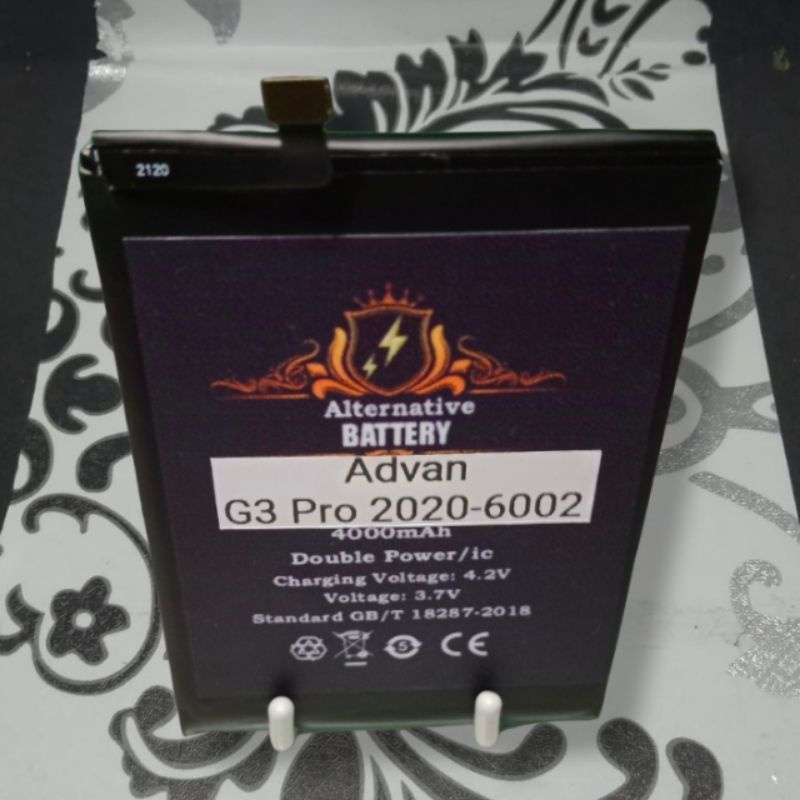 2120
Alternative
BATTERY
Advan
G3 Pro 2020-6002
4000mAh
Double Power/ic
Charging Voltage: 4.2V
Voltage: 3.7V
Standard GB/T 18287-2018
5
CE